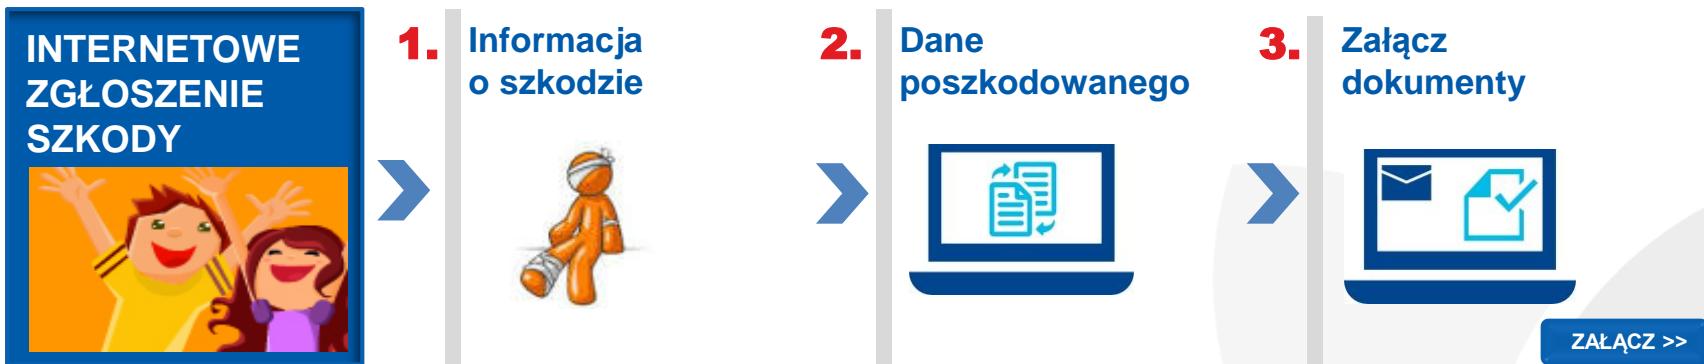 INTERNETOWE
ZGŁOSZENIE
SZKODY
1.
Informacja
o szkodzie
2.
Dane
poszkodowanego
3.
Załącz
dokumenty
ZAŁĄCZ >>